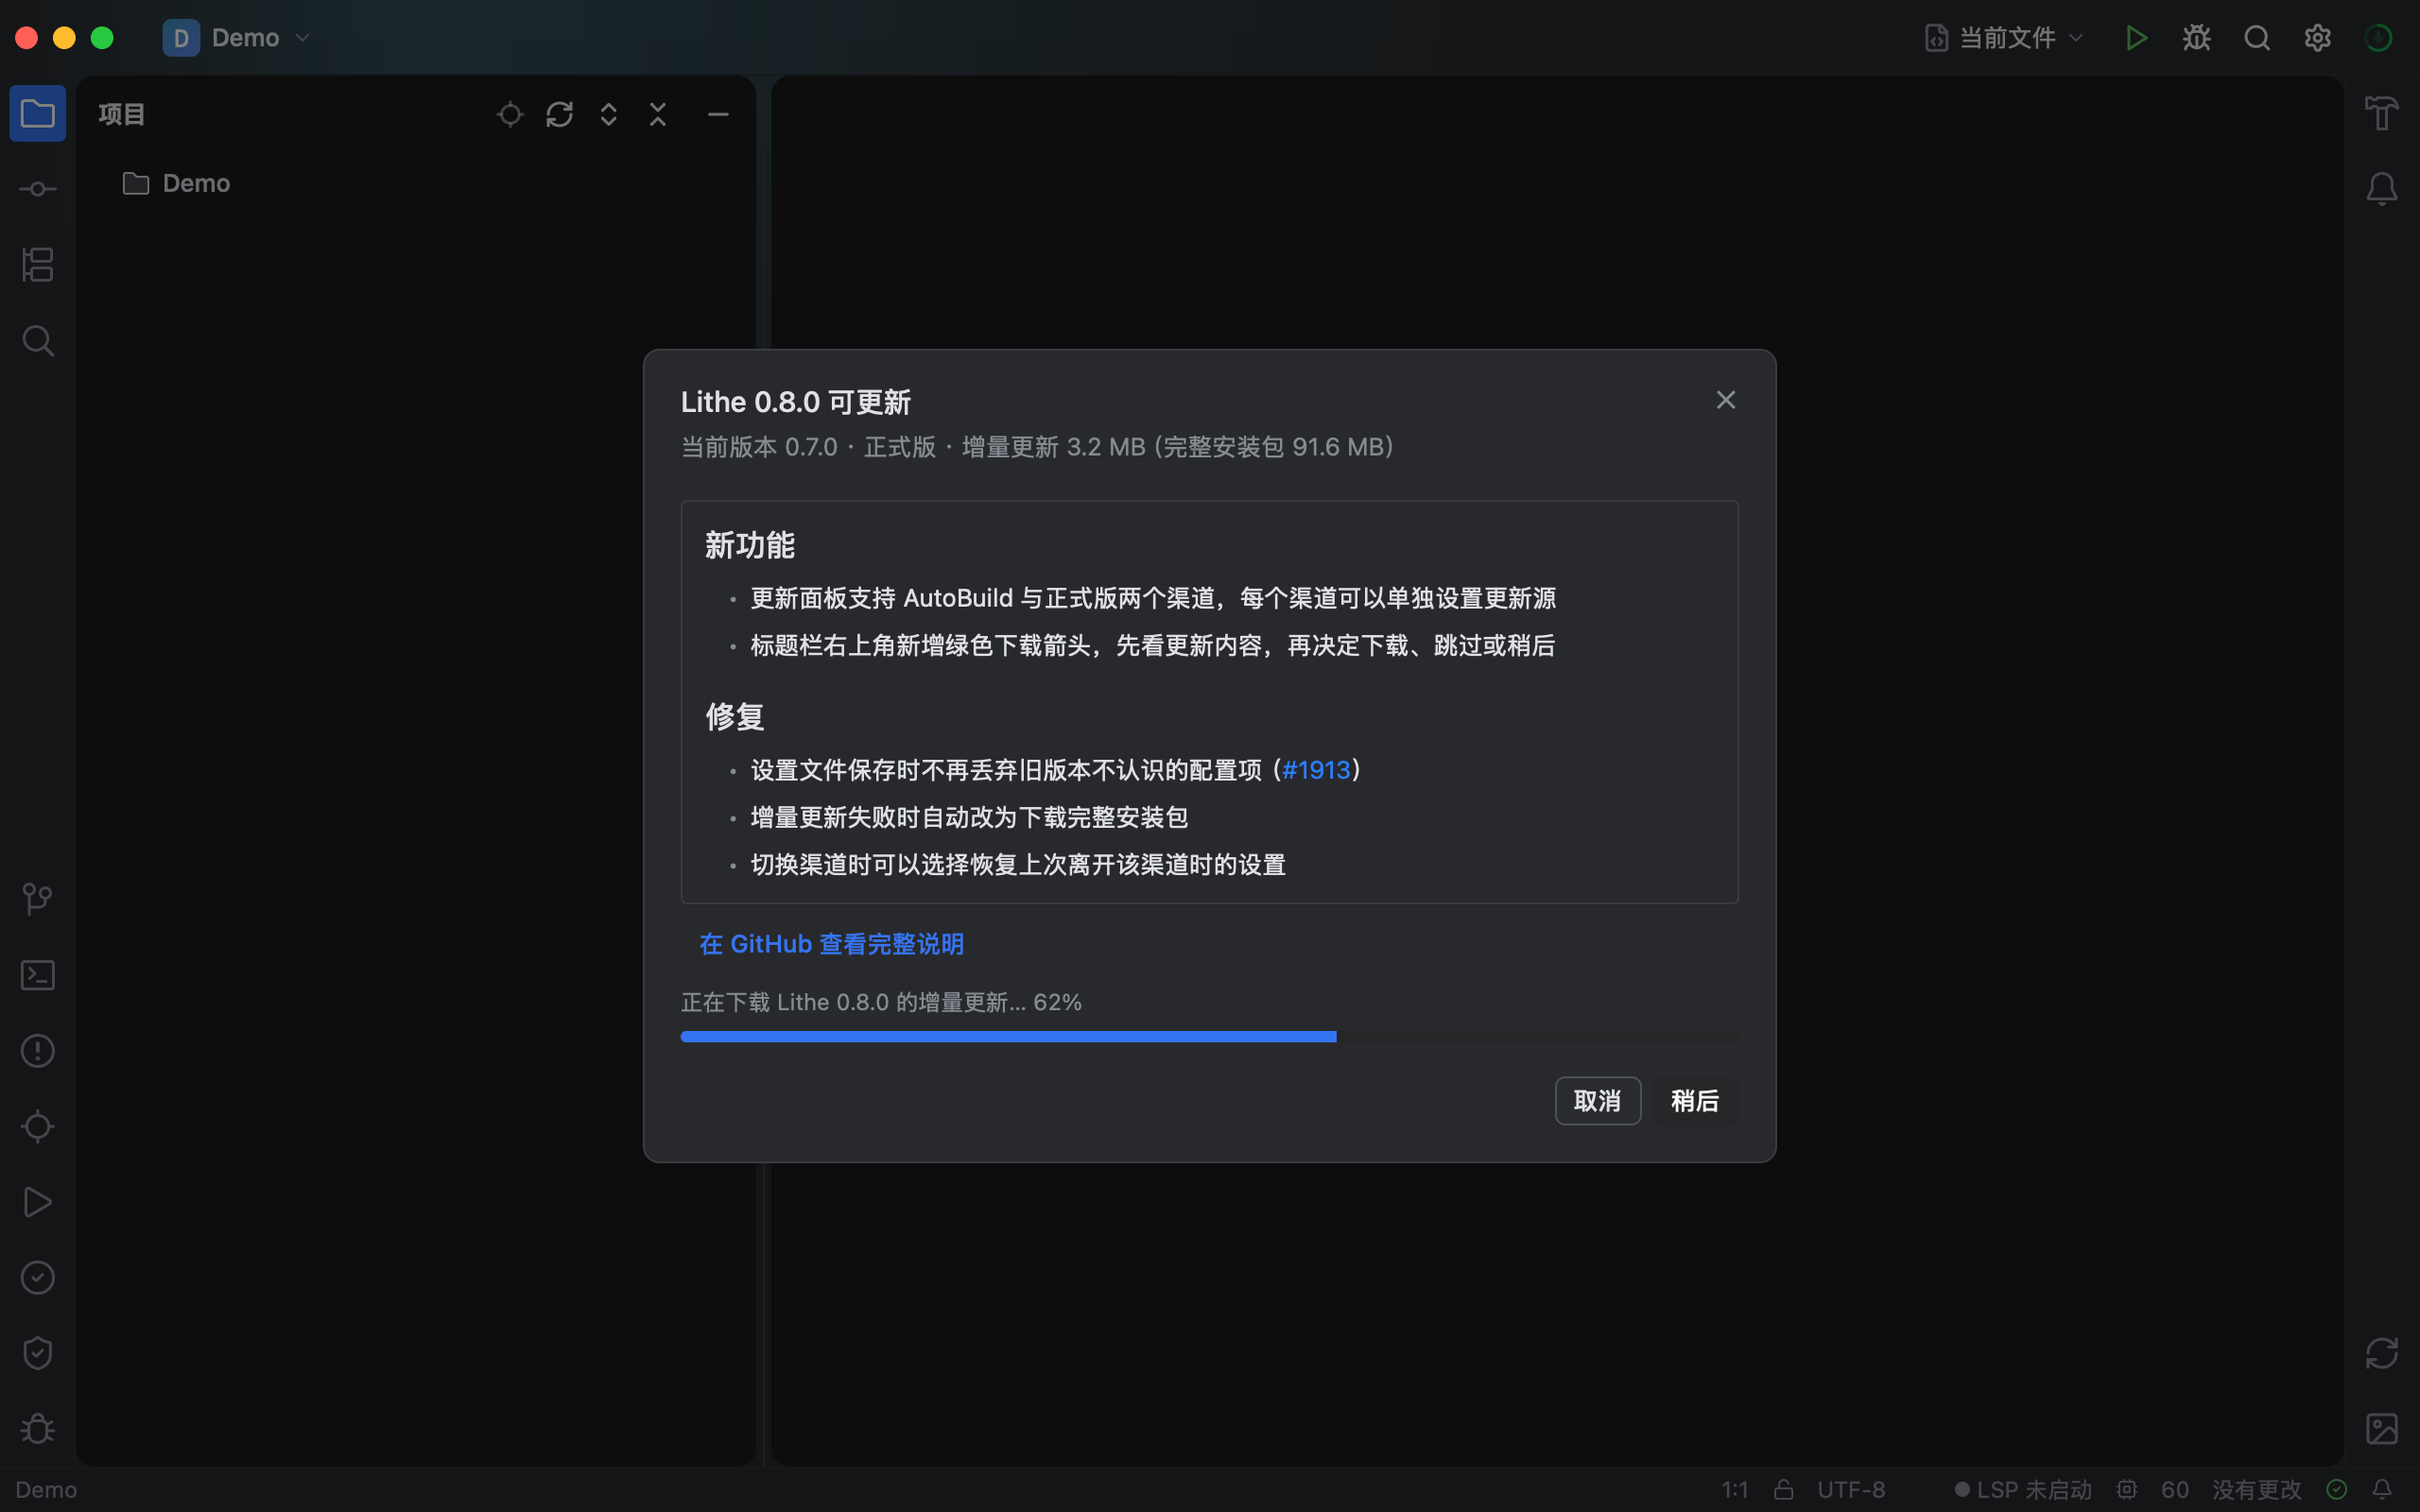 D Demo
当前文件
项目
Demo
Lithe 0.8.0 可更新
当前版本 0.7.0 · 正式版 · 增量更新 3.2 MB (完整安装包 91.6 MB)
新功能
• 更新面板支持 AutoBuild 与正式版两个渠道，每个渠道可以单独设置更新源
• 标题栏右上角新增绿色下载箭头，先看更新内容，再决定下载、跳过或稍后
修复
• 设置文件保存时不再丢弃旧版本不认识的配置项 (#1913)
• 增量更新失败时自动改为下载完整安装包
• 切换渠道时可以选择恢复上次离开该渠道时的设置
在 GitHub 查看完整说明
正在下载 Lithe 0.8.0 的增量更新... 62%
取消 稍后
Demo 1:1 UTF-8 LSP 未启动 60 没有更改